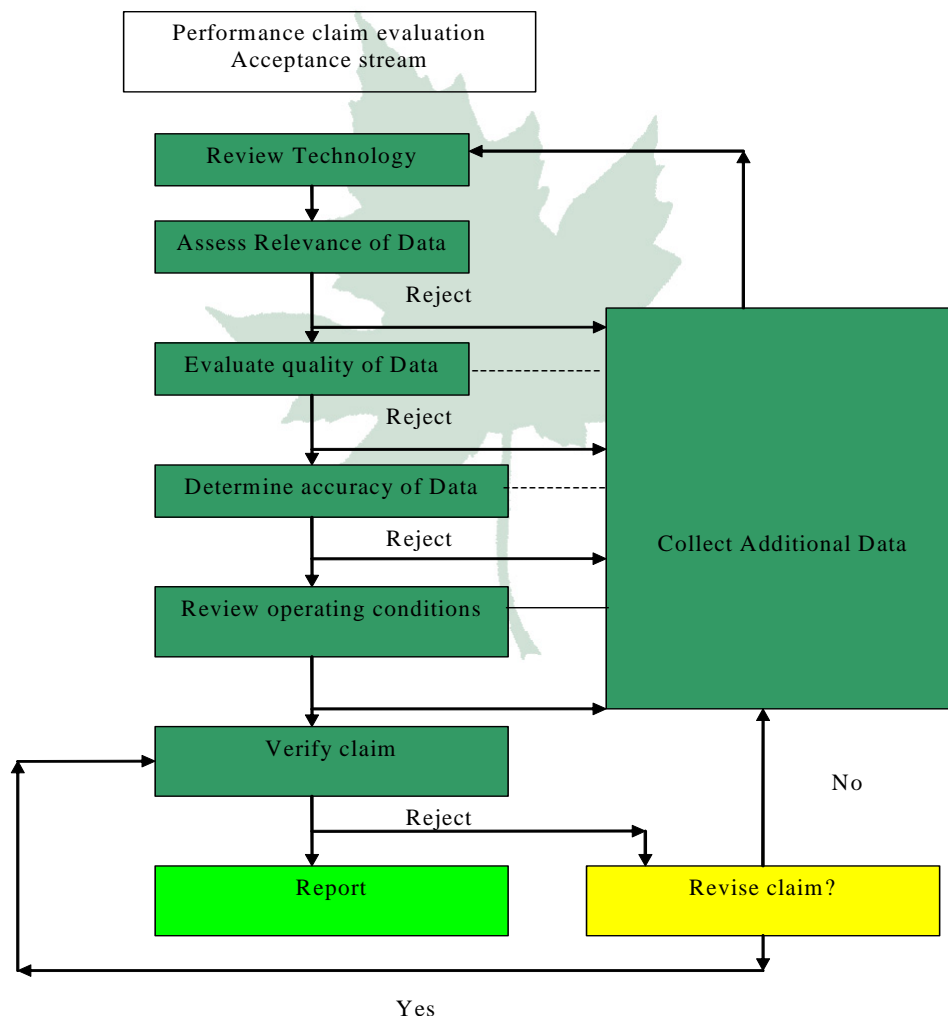 Performance claim evaluation
Acceptance stream
Review Technology
Assess Relevance of Data
Reject
Evaluate quality of Data
Reject
Determine accuracy of Data
Reject
Collect Additional Data
Review operating conditions
Verify claim
No
Reject
Report
Revise claim?
Yes